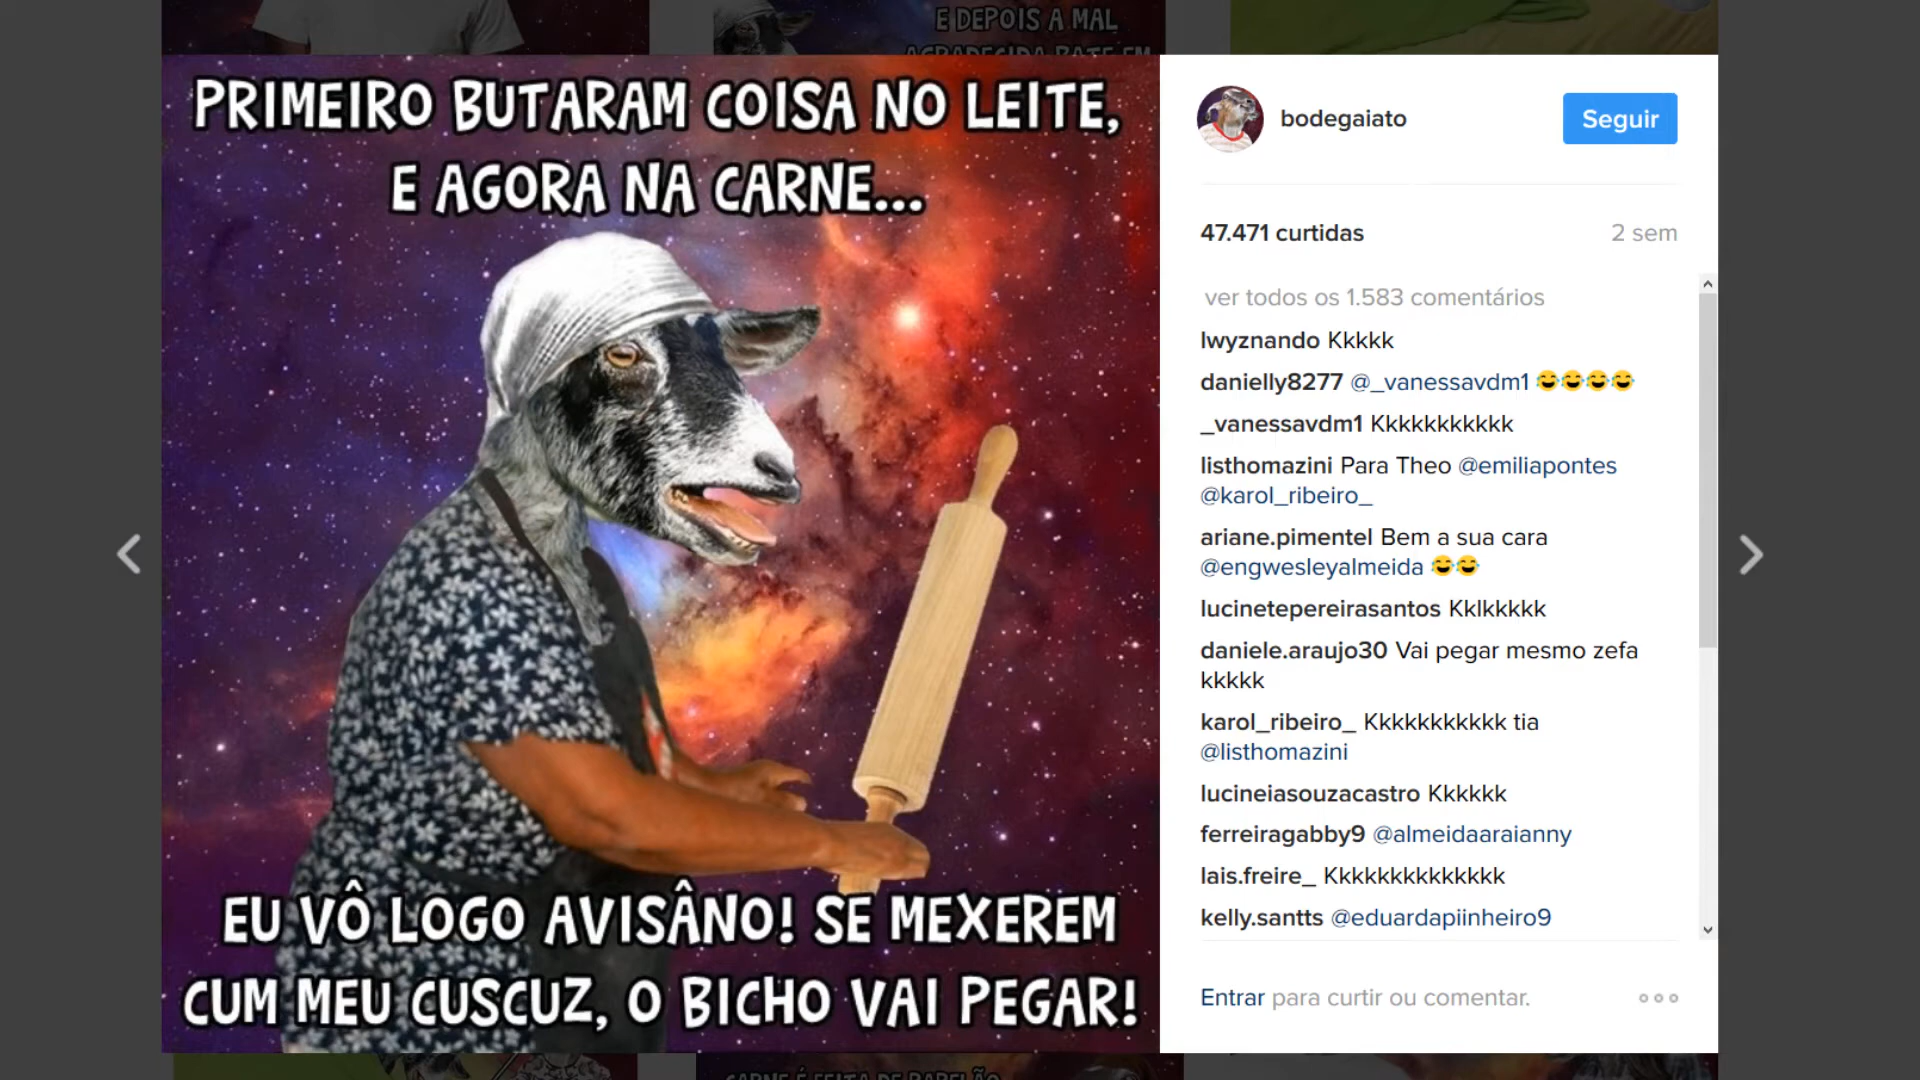 E DEPOIS A MAL
AGRADECIDA BATE EM
PRIMEIRO BUTARAM COISA NO LEITE,
E AGORA NA CARNE...
EU VÔ LOGO AVISÂNO! SE MEXEREM
CUM MEU CUSCUZ, O BICHO VAI PEGAR!
bodegaiato
Seguir
47.471 curtidas
2 sem
ver todos os 1.583 comentários
lwyznando Kkkkk
danielly8277 @_vanessavdm1 😂😂😂😂
_vanessavdm1 Kkkkkkkkkkk
listhomazini Para Theo @emiliapontes
@karol_ribeiro_
ariane.pimentel Bem a sua cara
@engwesleyalmeida 😂😂
lucinetepereirasantos Kklkkkkk
daniele.araujo30 Vai pegar mesmo zefa
kkkkk
karol_ribeiro_ Kkkkkkkkkkk tia
@listhomazini
lucineiasouzacastro Kkkkkk
ferreiragabby9 @almeidaaraianny
lais.freire_ Kkkkkkkkkkkkkk
kelly.santts @eduardapiinheiro9
Entrar para curtir ou comentar.
CARNE É FEITA DE PAPELÃO